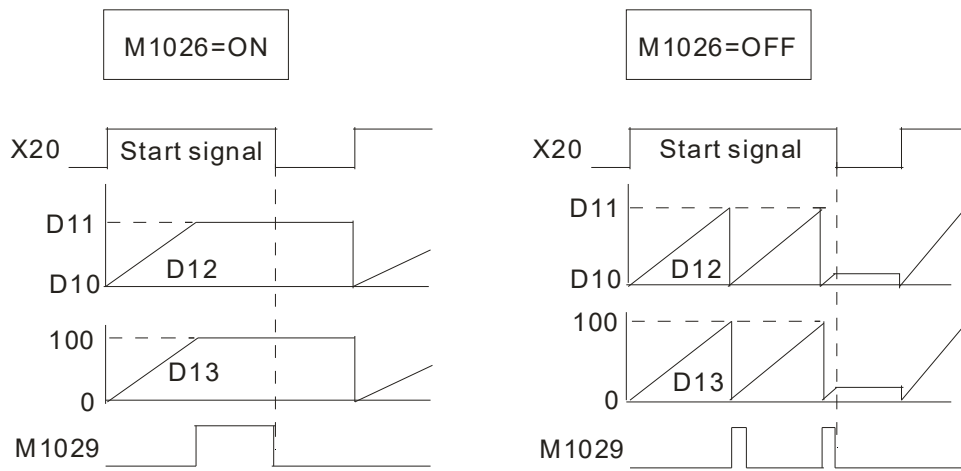 M1026=ON
X20
Start signal
D11
D12
D10
100
D13
0
M1029
M1026=OFF
X20
Start signal
D11
D12
D10
100
D13
0
M1029